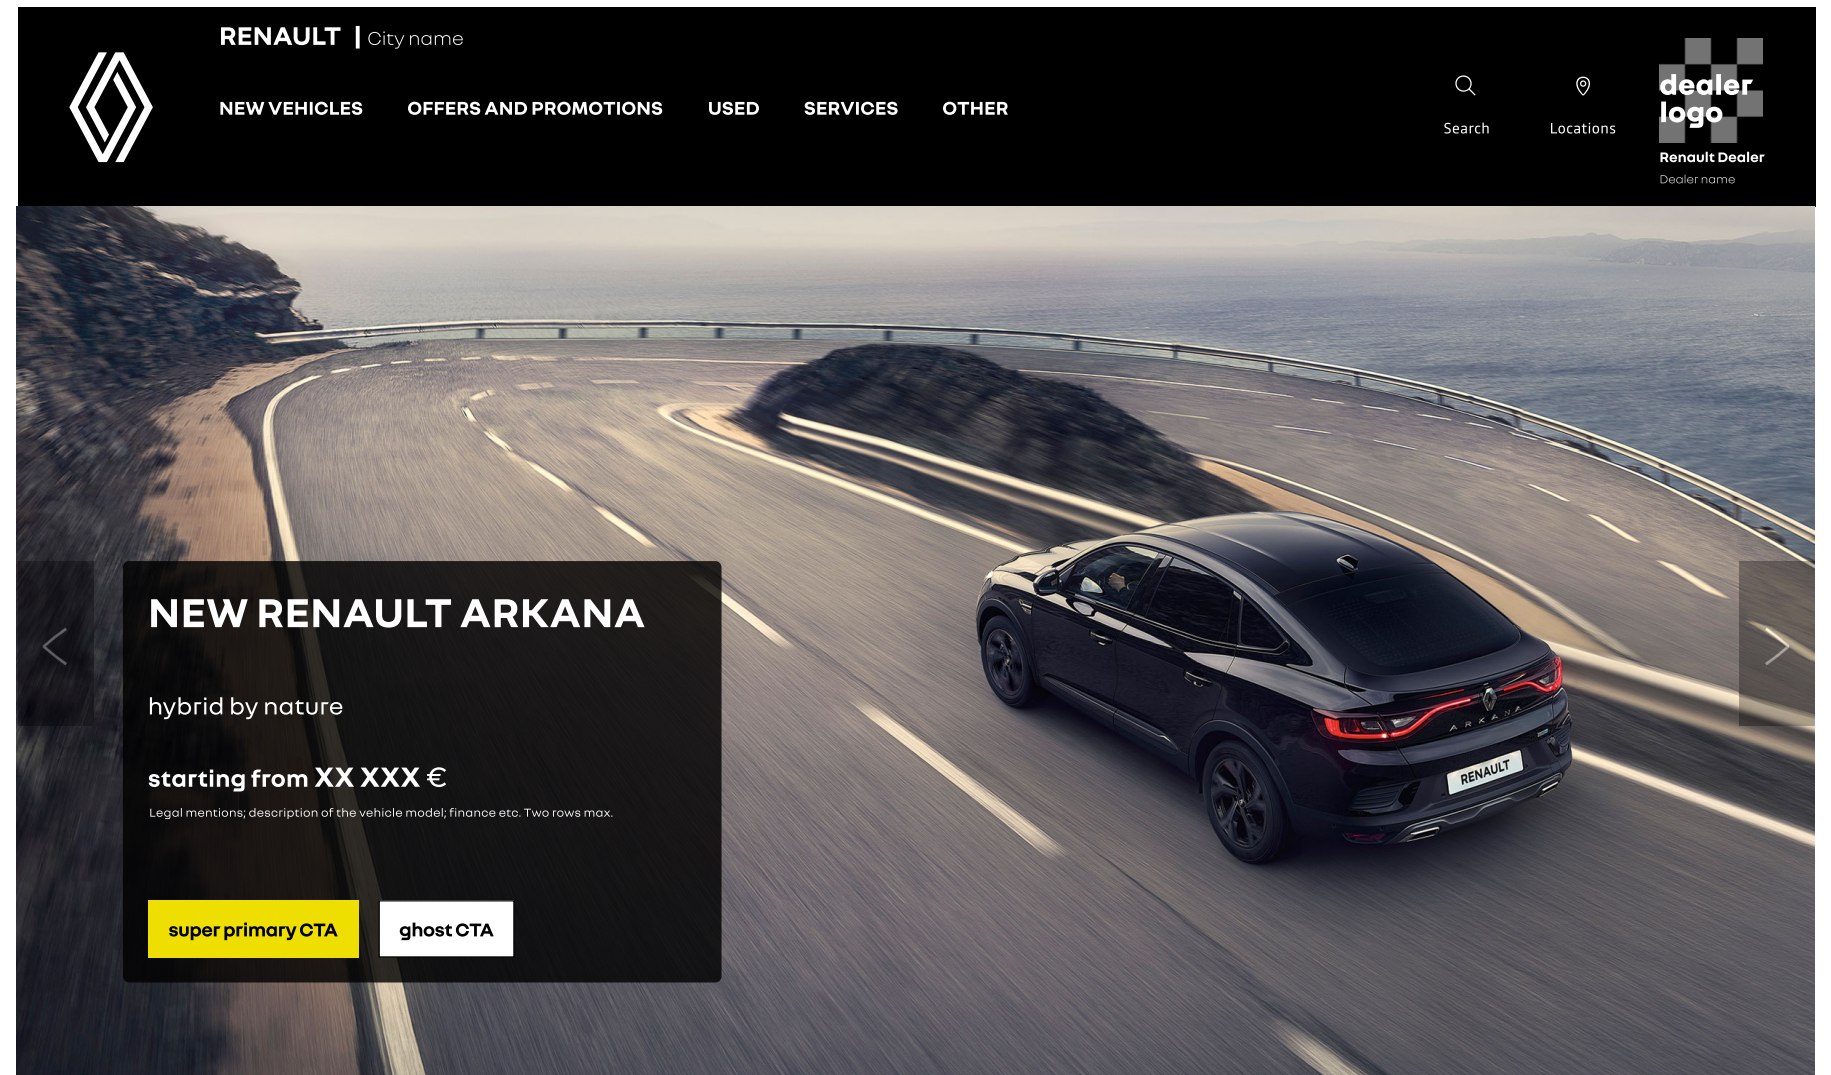 RENAULT | City name
NEW VEHICLES OFFERS AND PROMOTIONS USED SERVICES OTHER
Search Locations
dealer
logo
Renault Dealer
Dealer name
NEW RENAULT ARKANA
hybrid by nature
starting from XX XXX €
Legal mentions; description of the vehicle model; finance etc. Two rows max.
super primary CTA ghost CTA
ARKANA
RENAULT